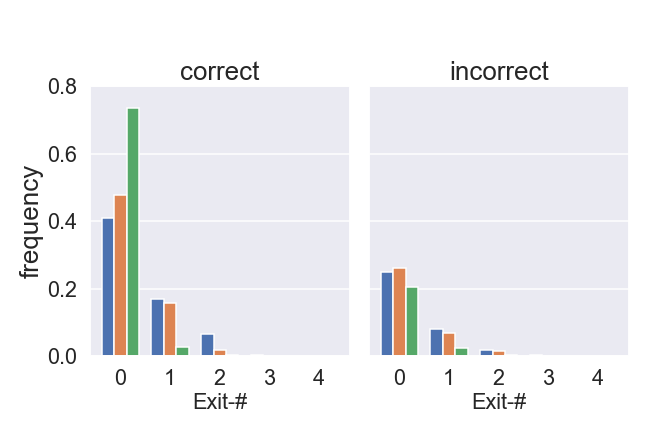 correct
incorrect
frequency
0.8
0.6
0.4
0.2
0.0
0 1 2 3 4
Exit-#
0 1 2 3 4
Exit-#